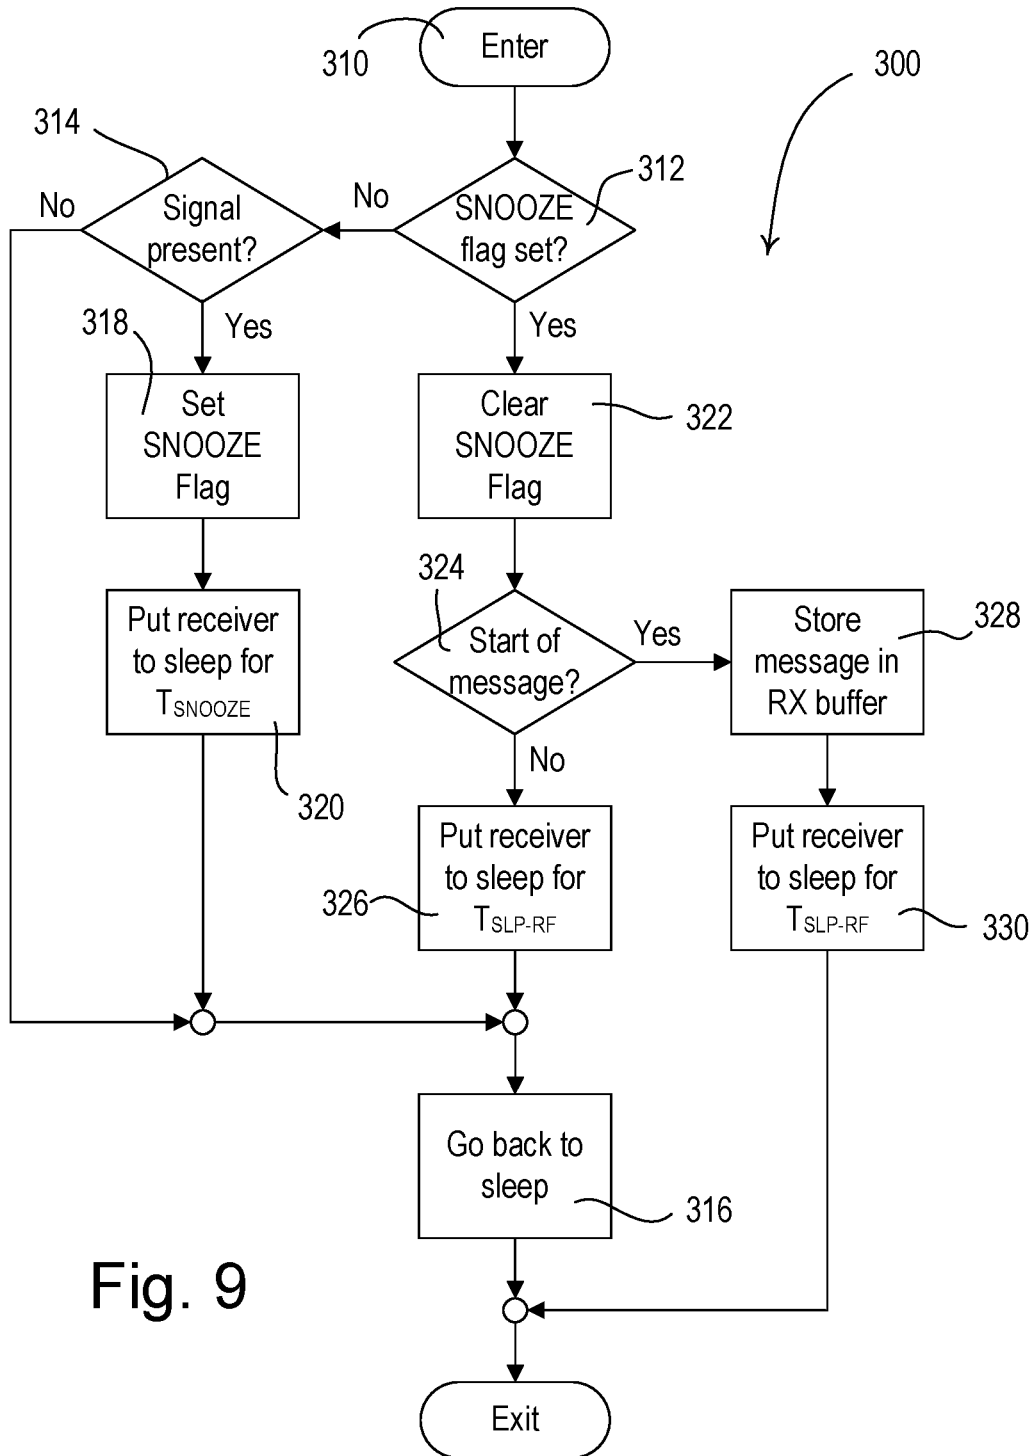 Enter
310
300
314
312
No
Signal
present?
No
SNOOZE
flag set?
318
Yes
Yes
Set
SNOOZE
Flag
Clear
SNOOZE
Flag
322
324
Put receiver
to sleep for
TSNOOZE
320
Start of
message?
Yes
Store
message in
RX buffer
328
No
Put receiver
to sleep for
TSLP-RF
326
Put receiver
to sleep for
TSLP-RF
330
Go back to
sleep
316
Fig. 9
Exit